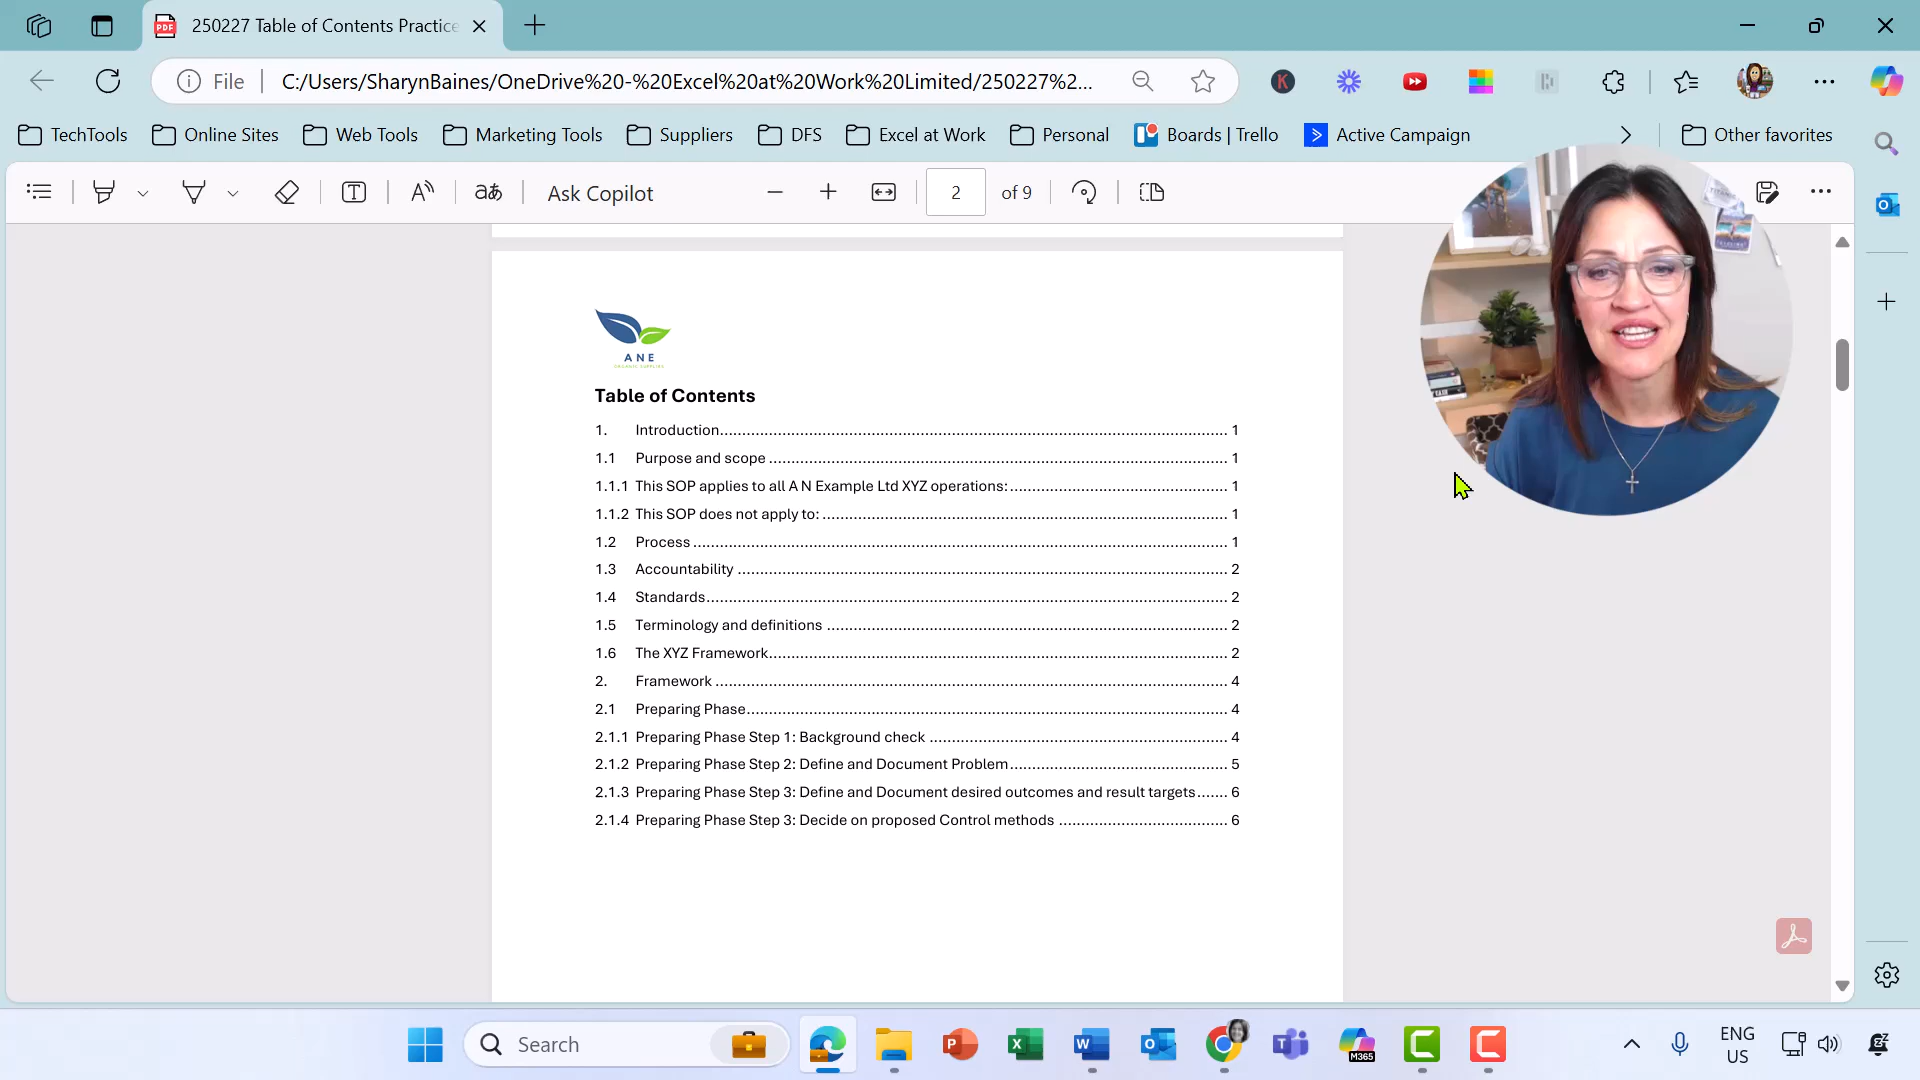 250227 Table of Contents Practice
File
C:/Users/SharynBaines/OneDrive%20-%20Excel%20at%20Work%20Limited/250227%2...
TechTools
Online Sites
Web Tools
Marketing Tools
Suppliers
DFS
Excel at Work
Personal
Boards | Trello
Active Campaign
Other favorites
Ask Copilot
2 of 9
ANE
ORGANIC SUPPLIES
Table of Contents
1. Introduction 1
1.1 Purpose and scope 1
1.1.1 This SOP applies to all A N Example Ltd XYZ operations: 1
1.1.2 This SOP does not apply to: 1
1.2 Process 1
1.3 Accountability 2
1.4 Standards 2
1.5 Terminology and definitions 2
1.6 The XYZ Framework 2
2. Framework 4
2.1 Preparing Phase 4
2.1.1 Preparing Phase Step 1: Background check 4
2.1.2 Preparing Phase Step 2: Define and Document Problem 5
2.1.3 Preparing Phase Step 3: Define and Document desired outcomes and result targets 6
2.1.4 Preparing Phase Step 3: Decide on proposed Control methods 6
Search
M365
ENG
US